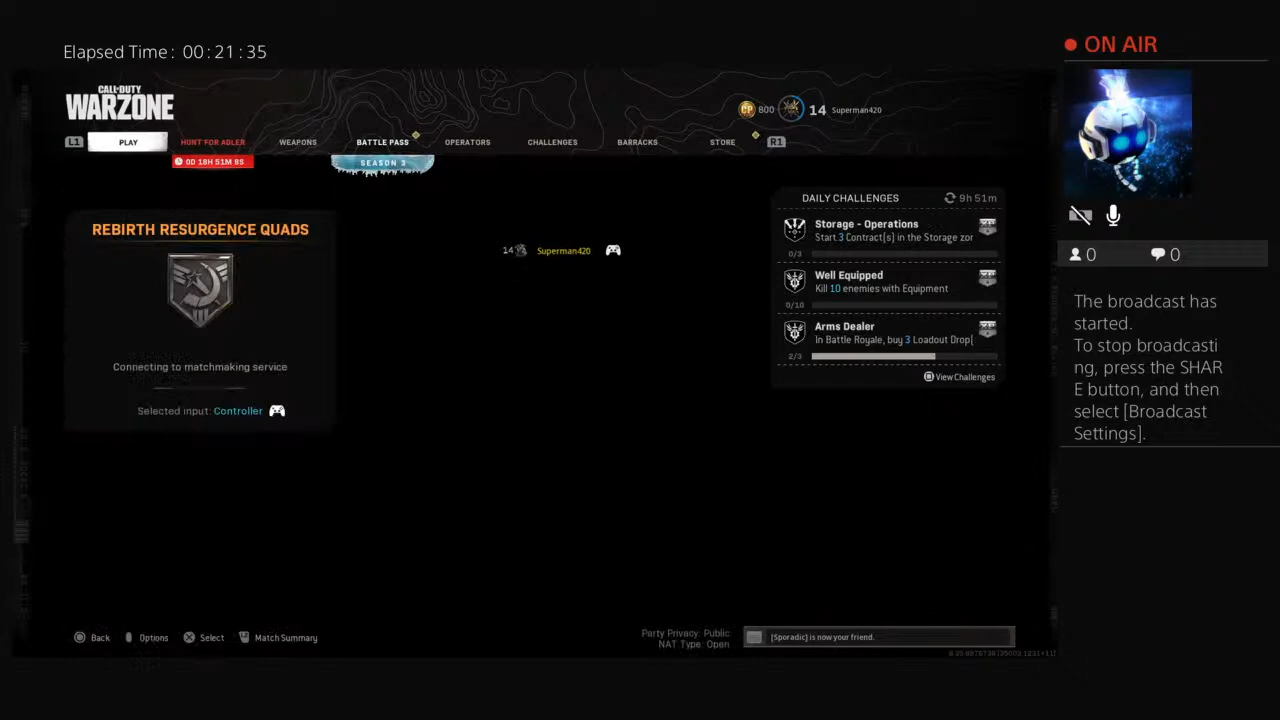 Elapsed Time: 00:21:35
ON AIR
CALL OF DUTY
WARZONE
CP 800 14 Superman420
L1 PLAY HUNT FOR ADLER WEAPONS BATTLE PASS OPERATORS CHALLENGES BARRACKS STORE R1
0D 18H 51M 8S
SEASON 3
DAILY CHALLENGES 9h 51m
Storage - Operations
Start 3 Contract(s) in the Storage zor
0/3
Well Equipped
Kill 10 enemies with Equipment
0/10
Arms Dealer
In Battle Royale, buy 3 Loadout Drop(
2/3
View Challenges
REBIRTH RESURGENCE QUADS
Connecting to matchmaking service
Selected input: Controller
14 Superman420
0 0
The broadcast has
started.
To stop broadcasti
ng, press the SHAR
E button, and then
select [Broadcast
Settings].
Back Options Select Match Summary
Party Privacy: Public
NAT Type: Open
[Sporadic] is now your friend.